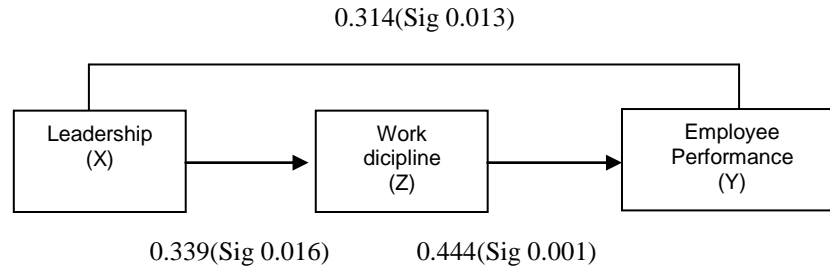 0.314(Sig 0.013)
Leadership
(X)
Work
dicipline
(Z)
Employee
Performance
(Y)
0.339(Sig 0.016)
0.444(Sig 0.001)